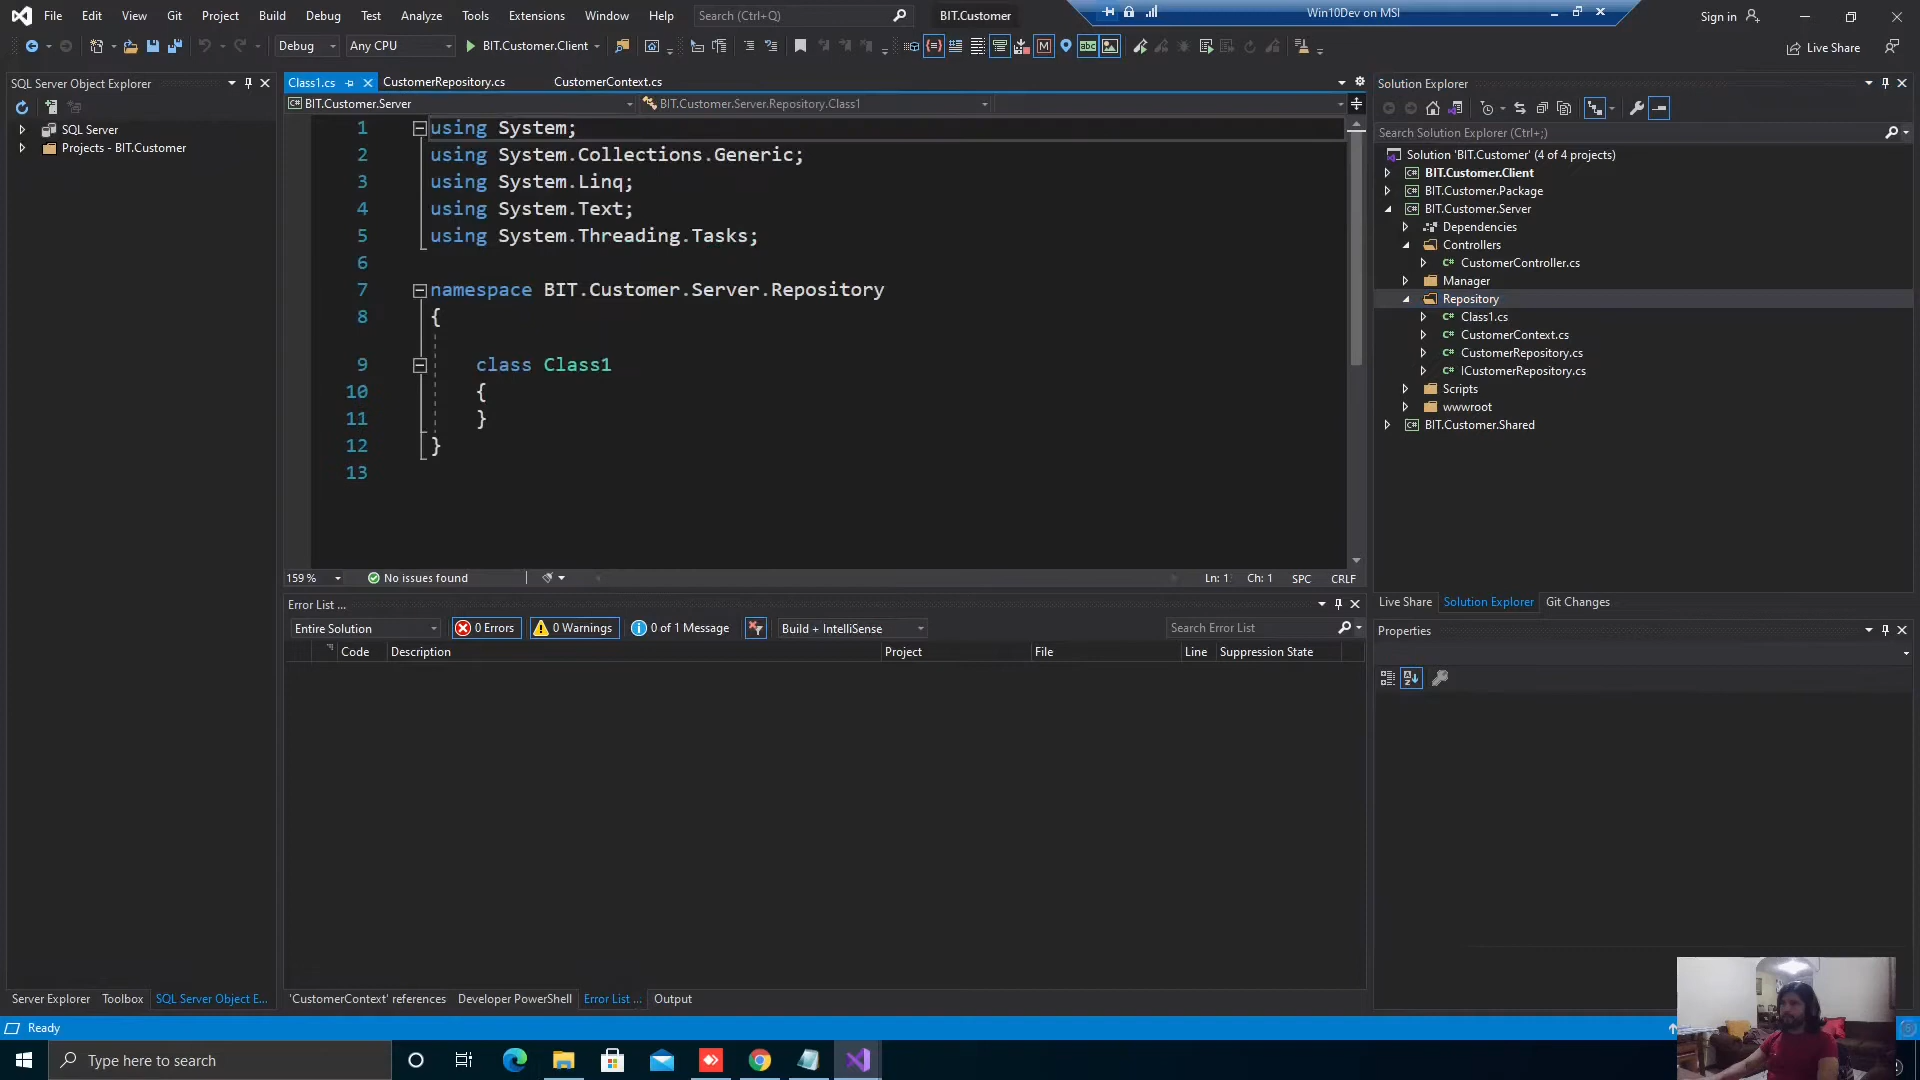 File Edit View Git Project Build Debug Test Analyze Tools Extensions Window Help Search (Ctrl+Q) BIT.Customer Win10Dev on MSI Sign in
Debug Any CPU BIT.Customer.Client Live Share
SQL Server Object Explorer
SQL Server
Projects - BIT.Customer
Class1.cs CustomerRepository.cs CustomerContext.cs
BIT.Customer.Server BIT.Customer.Server.Repository.Class1
1 using System;
2 using System.Collections.Generic;
3 using System.Linq;
4 using System.Text;
5 using System.Threading.Tasks;
6
7 namespace BIT.Customer.Server.Repository
8 {
9 class Class1
10 {
11 }
12 }
13
159 % No issues found Ln: 1 Ch: 1 SPC CRLF
Error List ...
Entire Solution 0 Errors 0 Warnings 0 of 1 Message Build + IntelliSense Search Error List
Code Description Project File Line Suppression State
Solution Explorer
Search Solution Explorer (Ctrl+;)
Solution 'BIT.Customer' (4 of 4 projects)
BIT.Customer.Client
BIT.Customer.Package
BIT.Customer.Server
Dependencies
Controllers
CustomerController.cs
Manager
Repository
Class1.cs
CustomerContext.cs
CustomerRepository.cs
ICustomerRepository.cs
Scripts
wwwroot
BIT.Customer.Shared
Live Share Solution Explorer Git Changes
Properties
Server Explorer Toolbox SQL Server Object E... 'CustomerContext' references Developer PowerShell Error List ... Output
Ready
Type here to search